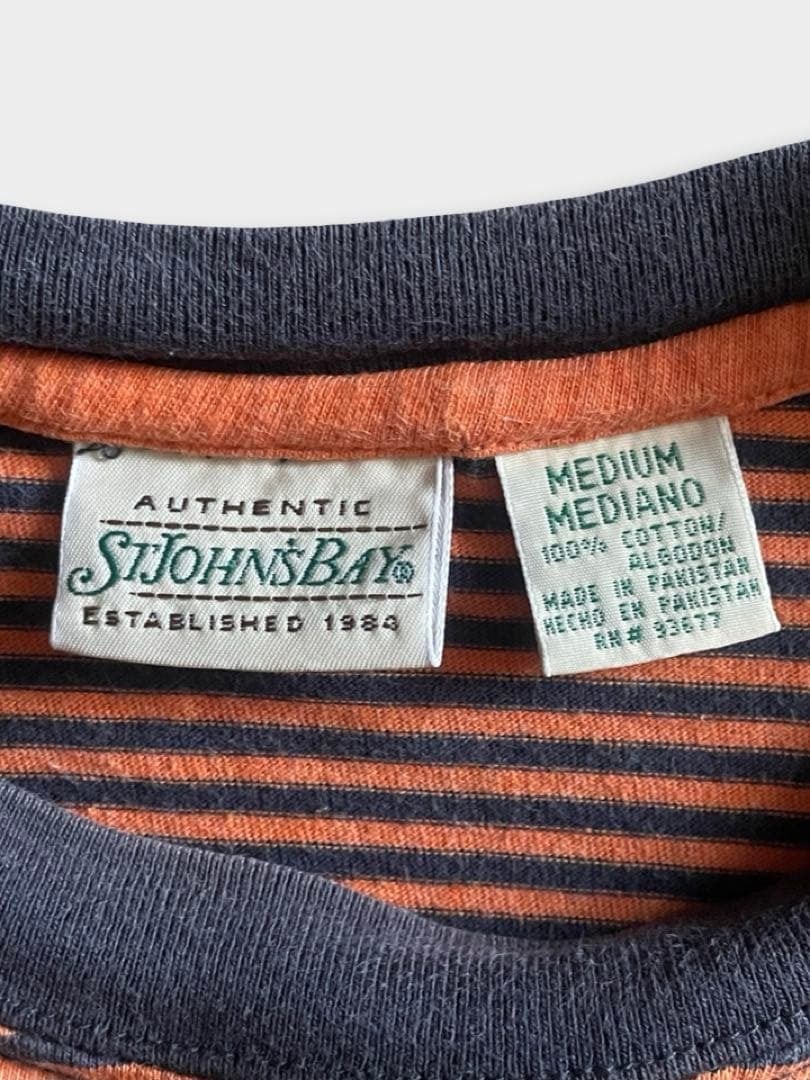 AUTHENTIC
ST. JOHN'S BAY®
ESTABLISHED 1984
MEDIUM
MEDIANO
100% COTTON/
ALGODON
MADE IN PAKISTAN
HECHO EN PAKISTAN
RN# 93677